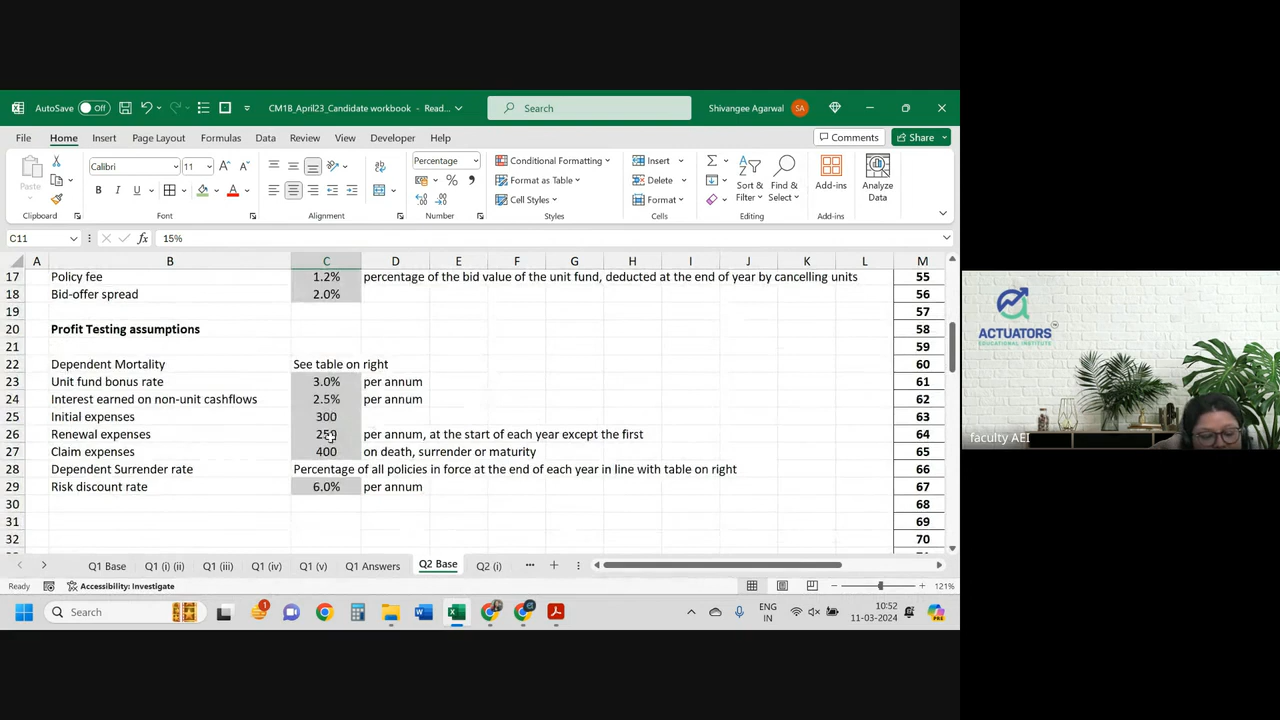 AutoSave Off CM1B_April23_Candidate workbook - Read... Search Shivangee Agarwal SA
File Home Insert Page Layout Formulas Data Review View Developer Help Comments Share
Paste Calibri 11 Percentage Conditional Formatting Insert Sort & Filter Find & Select Add-ins Analyze Data
B I U A % Format as Table Delete
Cell Styles Format
Clipboard Font Alignment Number Styles Cells Editing Add-ins
C11 fx 15%
A B C D E F G H I J K L M
17 Policy fee 1.2% percentage of the bid value of the unit fund, deducted at the end of year by cancelling units 55
18 Bid-offer spread 2.0% 56
19 57
20 Profit Testing assumptions 58
21 59
22 Dependent Mortality See table on right 60
23 Unit fund bonus rate 3.0% per annum 61
24 Interest earned on non-unit cashflows 2.5% per annum 62
25 Initial expenses 300 63
26 Renewal expenses 250 per annum, at the start of each year except the first 64
27 Claim expenses 400 on death, surrender or maturity 65
28 Dependent Surrender rate Percentage of all policies in force at the end of each year in line with table on right 66
29 Risk discount rate 6.0% per annum 67
30 68
31 69
32 70
Q1 Base Q1 (i) (ii) Q1 (iii) Q1 (iv) Q1 (v) Q1 Answers Q2 Base Q2 (i) ...
Ready Accessibility: Investigate 121%
Search 1 ENG IN 10:52 11-03-2024
ACTUATORS TM
EDUCATIONAL INSTITUTE
faculty AEI